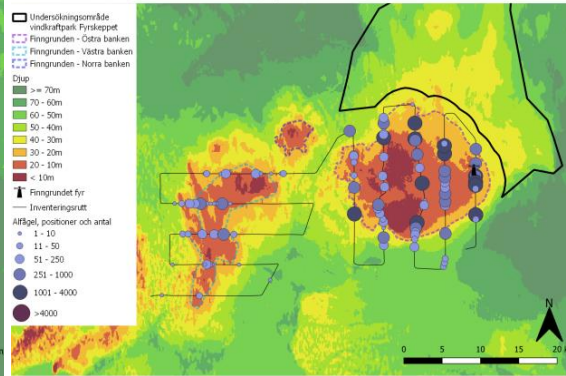 Undersökningsområde
vindkraftpark Fyrskeppet
Finngrunden - Östra banken
Finngrunden - Västra banken
Finngrunden - Norra banken
Djup
>= 70m
70 - 60m
60 - 50m
50 - 40m
40 - 30m
30 - 20m
20 - 10m
< 10m
Finngrundet fyr
Inventeringsrutt
Alfågel, positioner och antal
1 - 10
11 - 50
51 - 250
251 - 1000
1001 - 4000
>4000
N
0 5 10 15 20